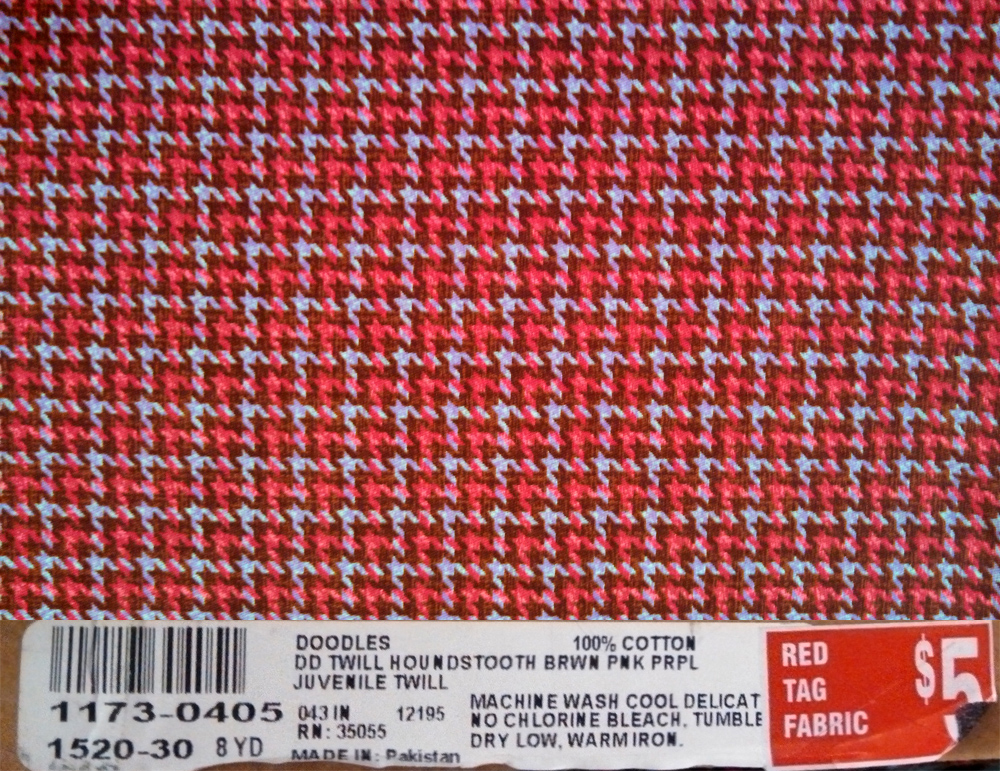 DOODLES 100% COTTON
DD TWILL HOUNDSTOOTH BRWN PNK PRPL
JUVENILE TWILL
1173-0405
043 IN 12195
RN: 35055
MACHINE WASH COOL DELICAT
NO CHLORINE BLEACH, TUMBLE
DRY LOW, WARM IRON.
1520-30 8 YD
MADE IN: Pakistan
RED
TAG
FABRIC
$5